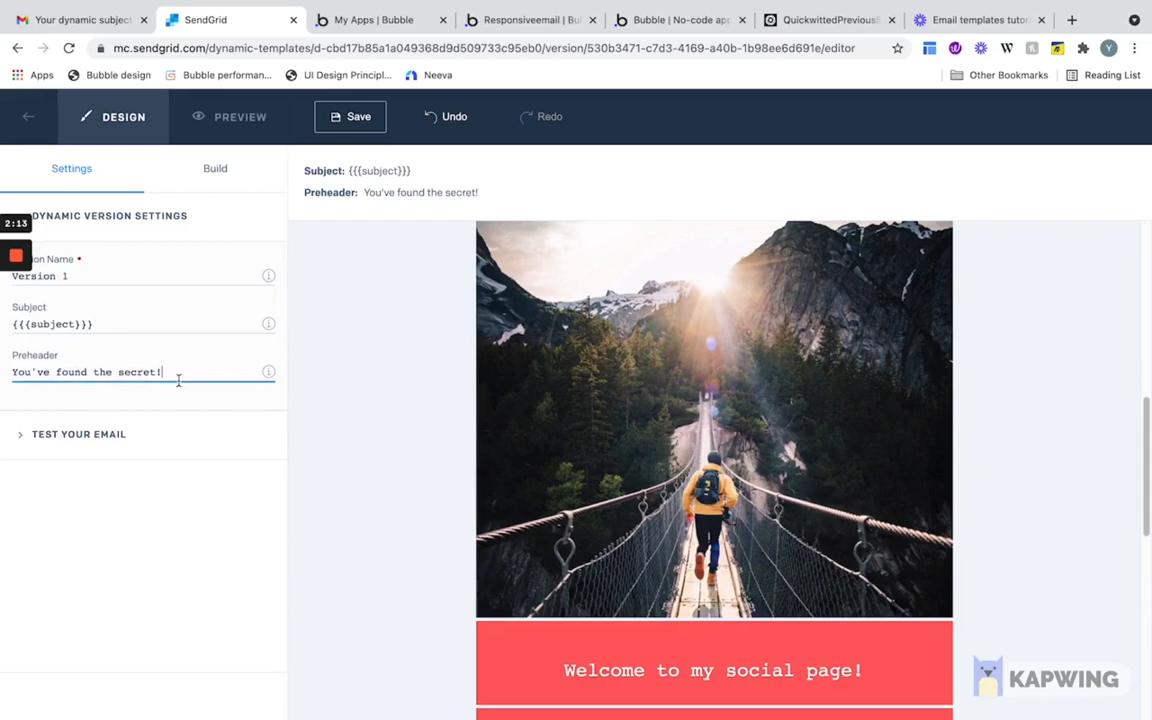 Your dynamic subject
SendGrid
My Apps | Bubble
Responsiveemail | Bu
Bubble | No-code app
QuickwittedPreviousS
Email templates tutor
mc.sendgrid.com/dynamic-templates/d-cbd17b85a1a049368d9d509733c95eb0/version/530b3471-c7d3-4169-a40b-1b98ee6d691e/editor
Apps
Bubble design
Bubble performan...
UI Design Principl...
Neeva
Other Bookmarks
Reading List
DESIGN
PREVIEW
Save
Undo
Redo
Settings
Build
Subject: {{{subject}}}
Preheader: You've found the secret!
DYNAMIC VERSION SETTINGS
2:13
ion Name
Version 1
Subject
{{{subject}}}
Preheader
You've found the secret!
TEST YOUR EMAIL
Welcome to my social page!
KAPWING